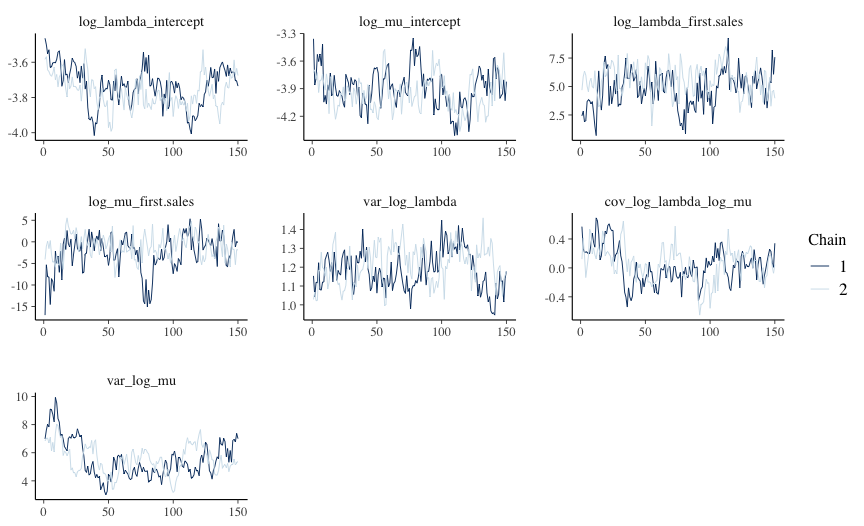 log_lambda_intercept
log_mu_intercept
log_lambda_first.sales
-3.6
-3.8
-4.0
0 50 100 150
-3.3
-3.6
-3.9
-4.2
0 50 100 150
7.5
5.0
2.5
0 50 100 150
log_mu_first.sales
var_log_lambda
cov_log_lambda_log_mu
5
0
-5
-10
-15
0 50 100 150
1.4
1.3
1.2
1.1
1.0
0 50 100 150
0.4
0.0
-0.4
0 50 100 150
Chain
1
2
var_log_mu
10
8
6
4
0 50 100 150